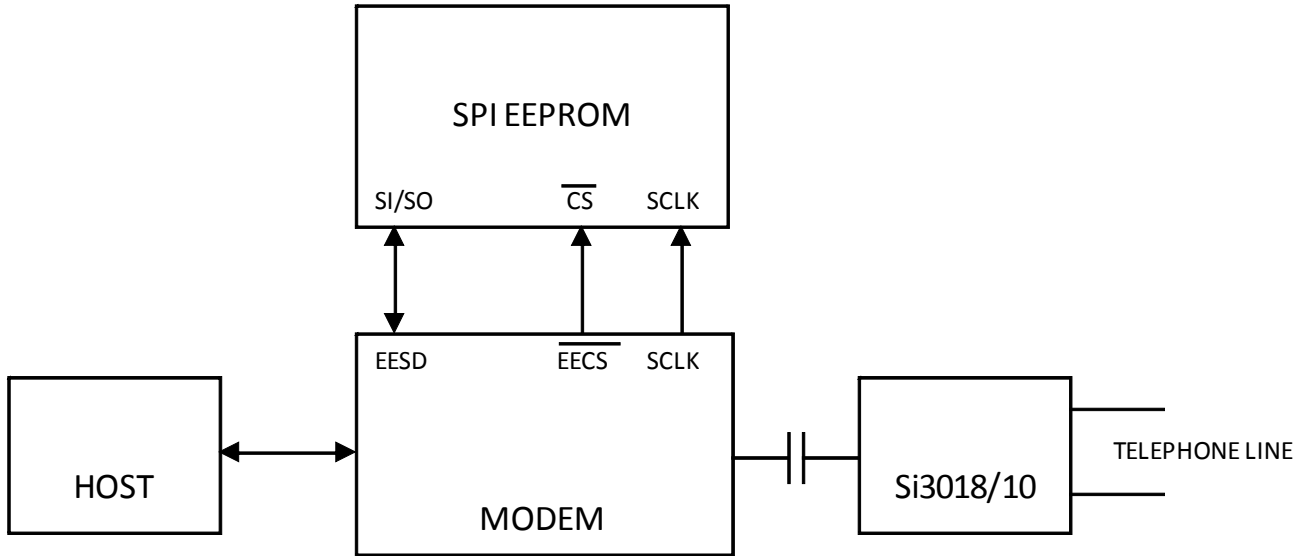 SPI EEPROM
SI/SO CS SCLK
EESD EECS SCLK
HOST
MODEM
Si3018/10
TELEPHONE LINE